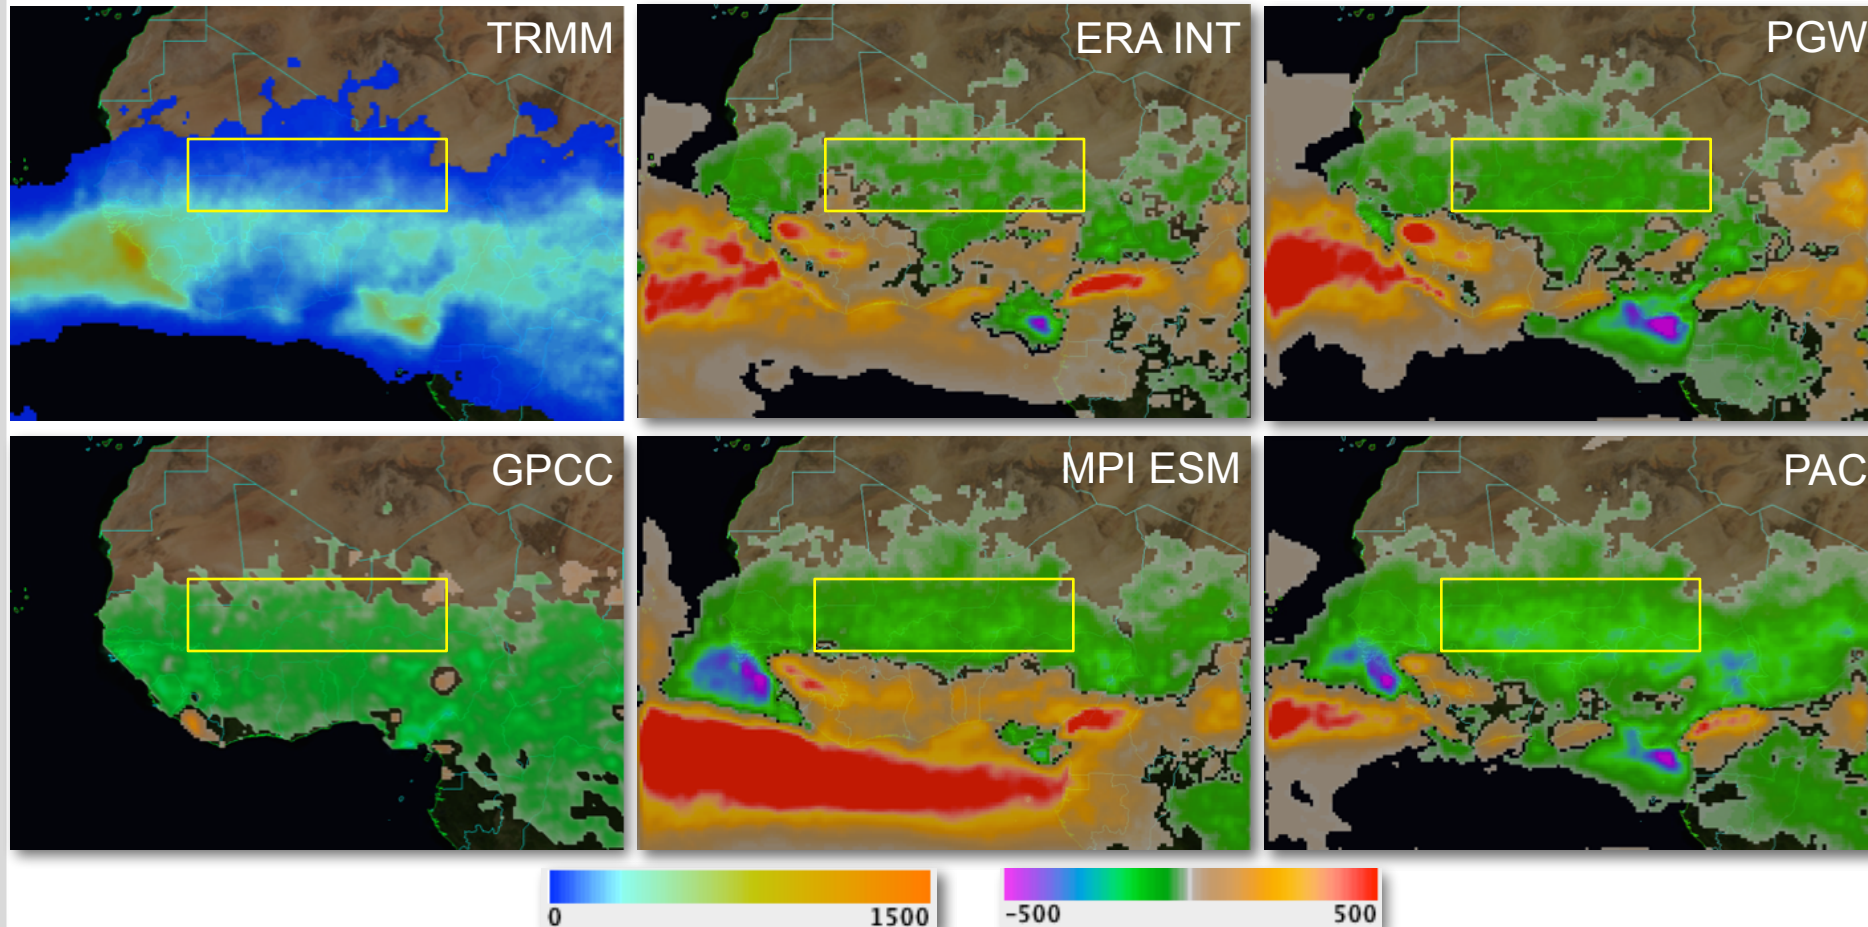 TRMM
ERA INT
PGW
GPCC
MPI ESM
PAC
0 1500
-500 500